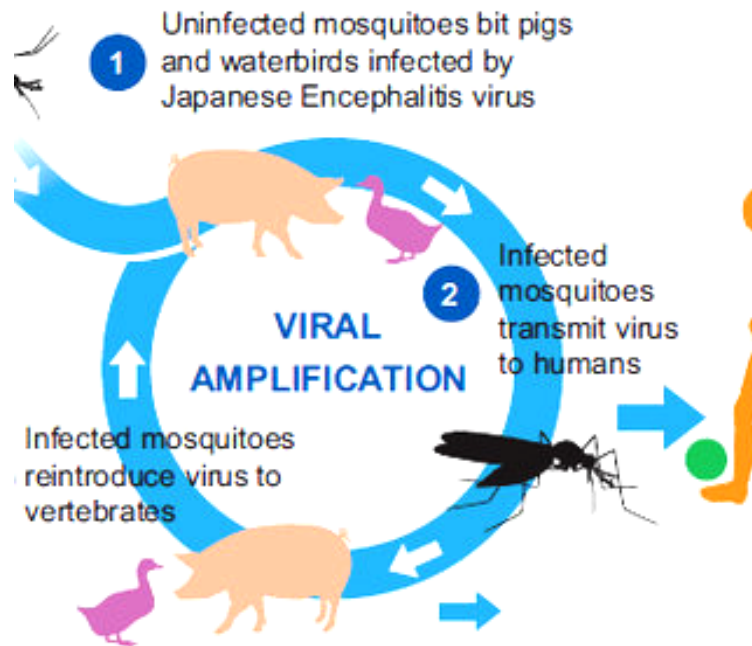 1
Uninfected mosquitoes bit pigs
and waterbirds infected by
Japanese Encephalitis virus
2
Infected
mosquitoes
transmit virus
to humans
VIRAL
AMPLIFICATION
Infected mosquitoes
reintroduce virus to
vertebrates